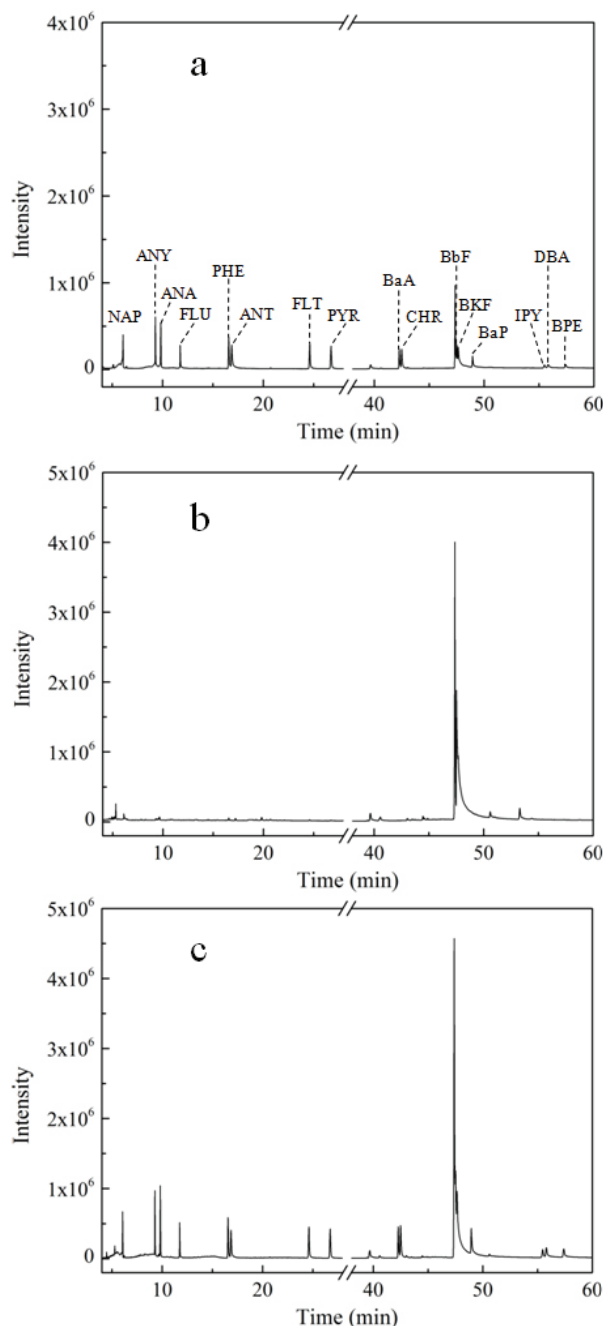 4x10⁶
a
3x10⁶
Intensity
2x10⁶
ANY
PHE
BbF
DBA
1x10⁶
ANA
BaA
BKF
NAP
FLU
ANT
FLT
PYR
CHR
BaP
IPY
BPE
0
10
20
40
50
60
Time (min)
5x10⁶
b
4x10⁶
3x10⁶
Intensity
2x10⁶
1x10⁶
0
10
20
40
50
60
Time (min)
5x10⁶
c
4x10⁶
3x10⁶
Intensity
2x10⁶
1x10⁶
0
10
20
40
50
60
Time (min)